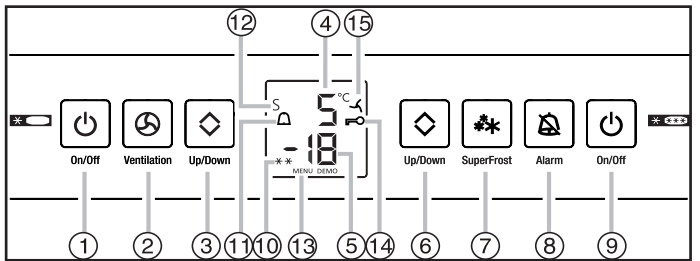 12 4 15
S 5 °C
-18
MENU DEMO
On/Off Ventilation Up/Down Up/Down SuperFrost Alarm On/Off
1 2 3 11 10 13 5 14 6 7 8 9